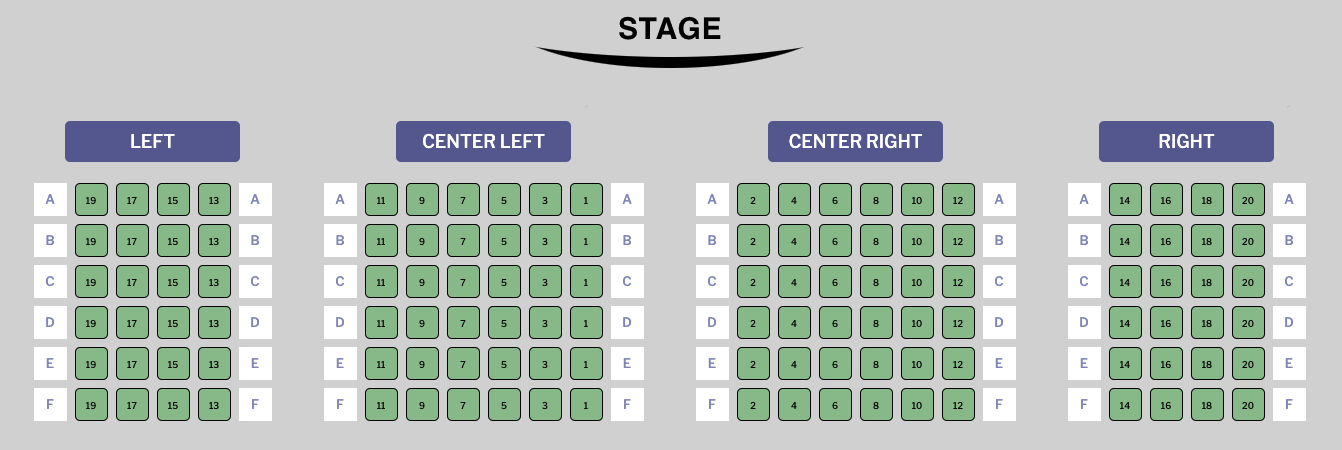 STAGE
LEFT CENTER LEFT CENTER RIGHT RIGHT
A 19 17 15 13 A A 11 9 7 5 3 1 A A 2 4 6 8 10 12 A A 14 16 18 20 A
B 19 17 15 13 B B 11 9 7 5 3 1 B B 2 4 6 8 10 12 B B 14 16 18 20 B
C 19 17 15 13 C C 11 9 7 5 3 1 C C 2 4 6 8 10 12 C C 14 16 18 20 C
D 19 17 15 13 D D 11 9 7 5 3 1 D D 2 4 6 8 10 12 D D 14 16 18 20 D
E 19 17 15 13 E E 11 9 7 5 3 1 E E 2 4 6 8 10 12 E E 14 16 18 20 E
F 19 17 15 13 F F 11 9 7 5 3 1 F F 2 4 6 8 10 12 F F 14 16 18 20 F